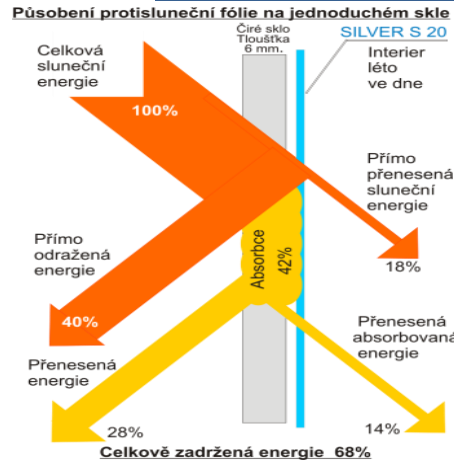 Působení protisluneční fólie na jednoduchém skle
Celková
sluneční
energie
Čiré sklo
Tloušťka
6 mm.
SILVER S 20
Interier
léto
ve dne
100%
Přímo
přenesená
sluneční
energie
Přímo
odražená
energie
Absorbce
42%
18%
40%
Přenesená
energie
Přenesená
absorbovaná
energie
28%
14%
Celkově zadržená energie 68%